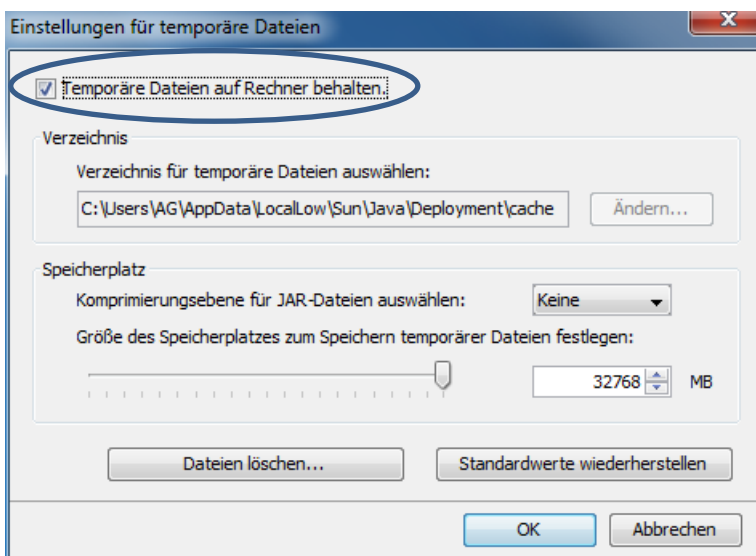 Einstellungen für temporäre Dateien
Temporäre Dateien auf Rechner behalten.
Verzeichnis
Verzeichnis für temporäre Dateien auswählen:
C:\Users\AG\AppData\LocalLow\Sun\Java\Deployment\cache Ändern...
Speicherplatz
Komprimierungsebene für JAR-Dateien auswählen: Keine
Größe des Speicherplatzes zum Speichern temporärer Dateien festlegen:
32768 MB
Dateien löschen... Standardwerte wiederherstellen
OK Abbrechen